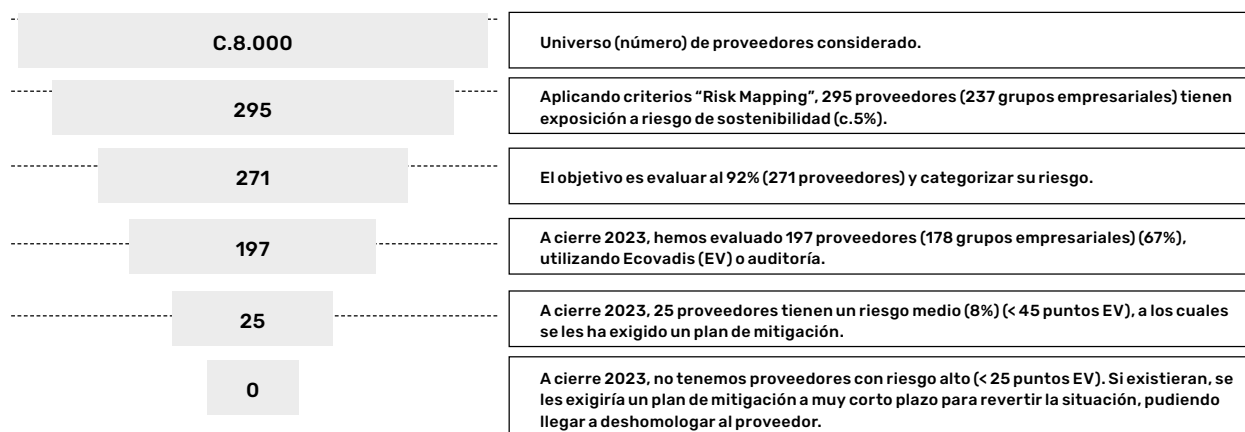 C.8.000
Universo (número) de proveedores considerado.
295
Aplicando criterios “Risk Mapping”, 295 proveedores (237 grupos empresariales) tienen
exposición a riesgo de sostenibilidad (c.5%).
271
El objetivo es evaluar al 92% (271 proveedores) y categorizar su riesgo.
197
A cierre 2023, hemos evaluado 197 proveedores (178 grupos empresariales) (67%),
utilizando Ecovadis (EV) o auditoría.
25
A cierre 2023, 25 proveedores tienen un riesgo medio (8%) (< 45 puntos EV), a los cuales
se les ha exigido un plan de mitigación.
0
A cierre 2023, no tenemos proveedores con riesgo alto (< 25 puntos EV). Si existieran, se
les exigiría un plan de mitigación a muy corto plazo para revertir la situación, pudiendo
llegar a deshomologar al proveedor.